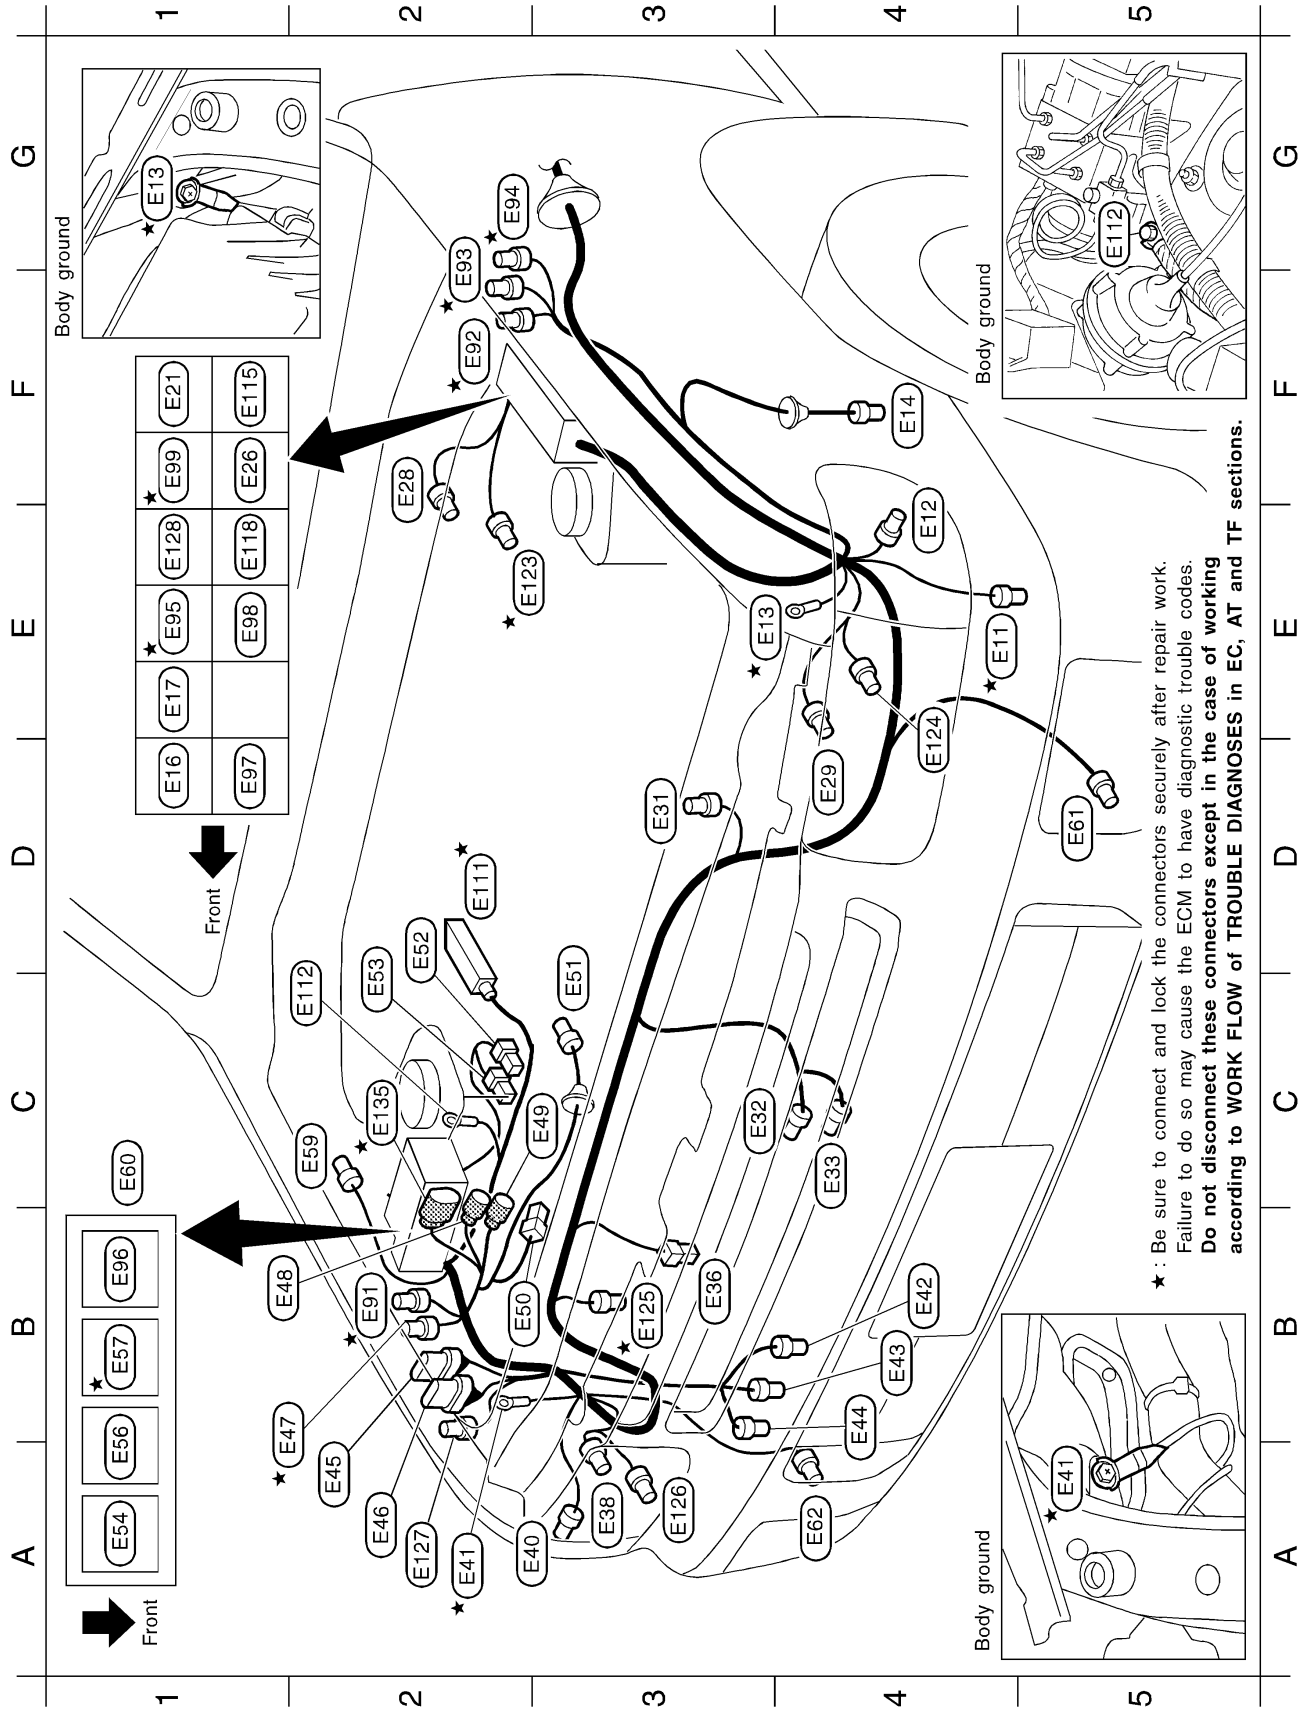 A B C D E F G
1 2 3 4 5
1 2 3 4 5
A B C D E F G
Front
E54 E56 ★ E57 E96
E60
Front
E16 E17 ★ E95 E128 ★ E99 E21
E97 E98 E118 E26 E115
Body ground
★ E13
E59
E112
★ E135
E53
E52
★ E111
E48
★ E91
E49
E51
★ E47
E45
E46
E127
★ E41
E40
E50
E38
E126
★ E125
E36
E62
E44
E43
E42
E32
E33
E31
E28
★ E123
★ E92
★ E93
★ E94
E14
E12
★ E13
★ E11
E29
E124
E61
Body ground
★ E41
Body ground
E112
★ : Be sure to connect and lock the connectors securely after repair work.
Failure to do so may cause the ECM to have diagnostic trouble codes.
Do not disconnect these connectors except in the case of working
according to WORK FLOW of TROUBLE DIAGNOSES in EC, AT and TF sections.